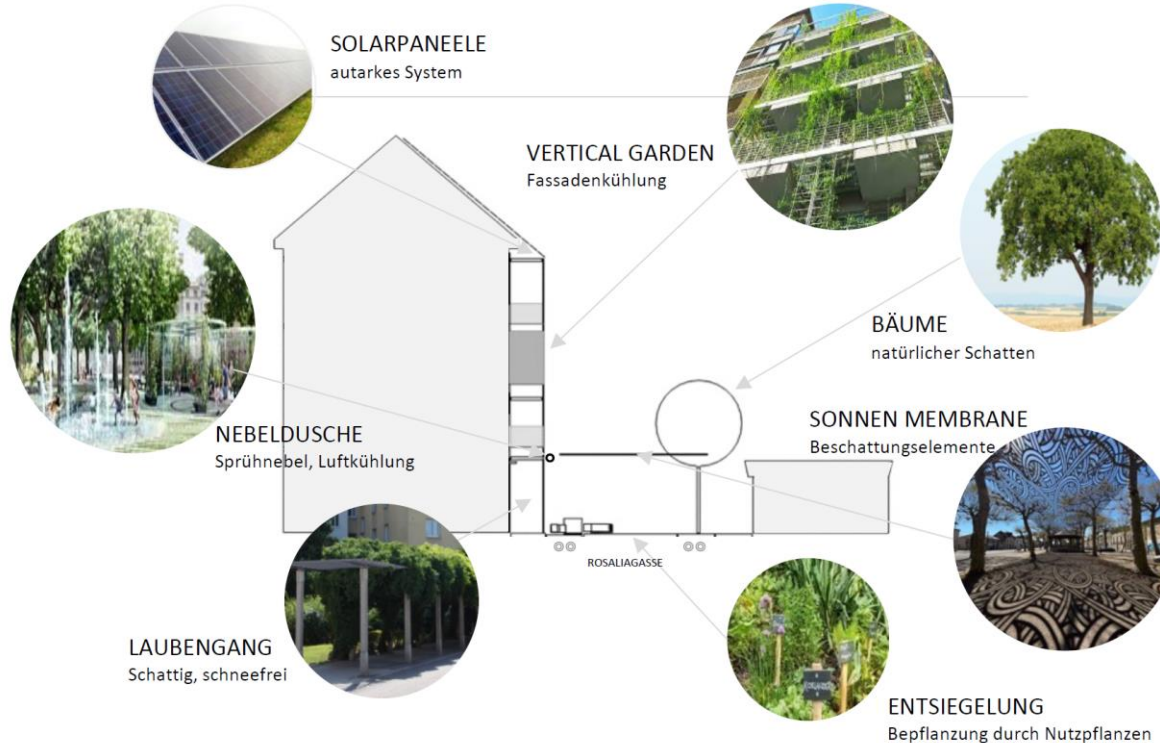 SOLARPANEELE
autarkes System
VERTICAL GARDEN
Fassadenkühlung
BÄUME
natürlicher Schatten
NEBELDUSCHE
Sprühnebel, Luftkühlung
SONNEN MEMBRANE
Beschattungselemente
ROSALIAGASSE
LAUBENGANG
Schattig, schneefrei
ENTSIEGELUNG
Bepflanzung durch Nutzpflanzen